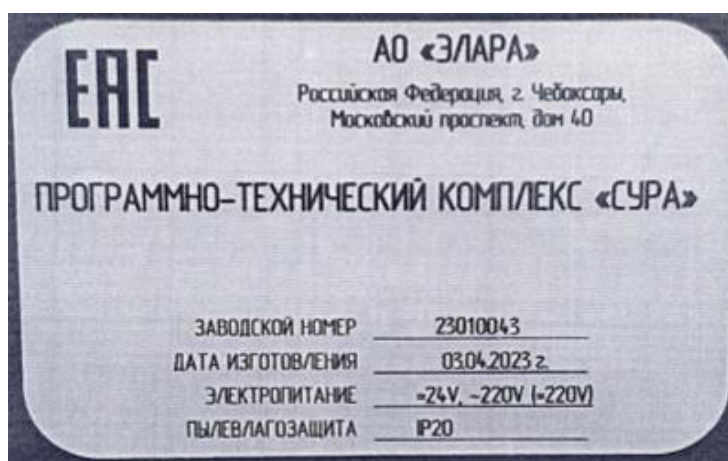 EAC
АО «ЭЛАРА»
Российская Федерация, г. Чебоксары,
Московский проспект, дом 40
ПРОГРАММНО-ТЕХНИЧЕСКИЙ КОМПЛЕКС «СУРА»
ЗАВОДСКОЙ НОМЕР 23010043
ДАТА ИЗГОТОВЛЕНИЯ 03.04.2023 г.
ЭЛЕКТРОПИТАНИЕ =24V, ~220V (=220V)
ПЫЛЕВЛАГОЗАЩИТА IP20